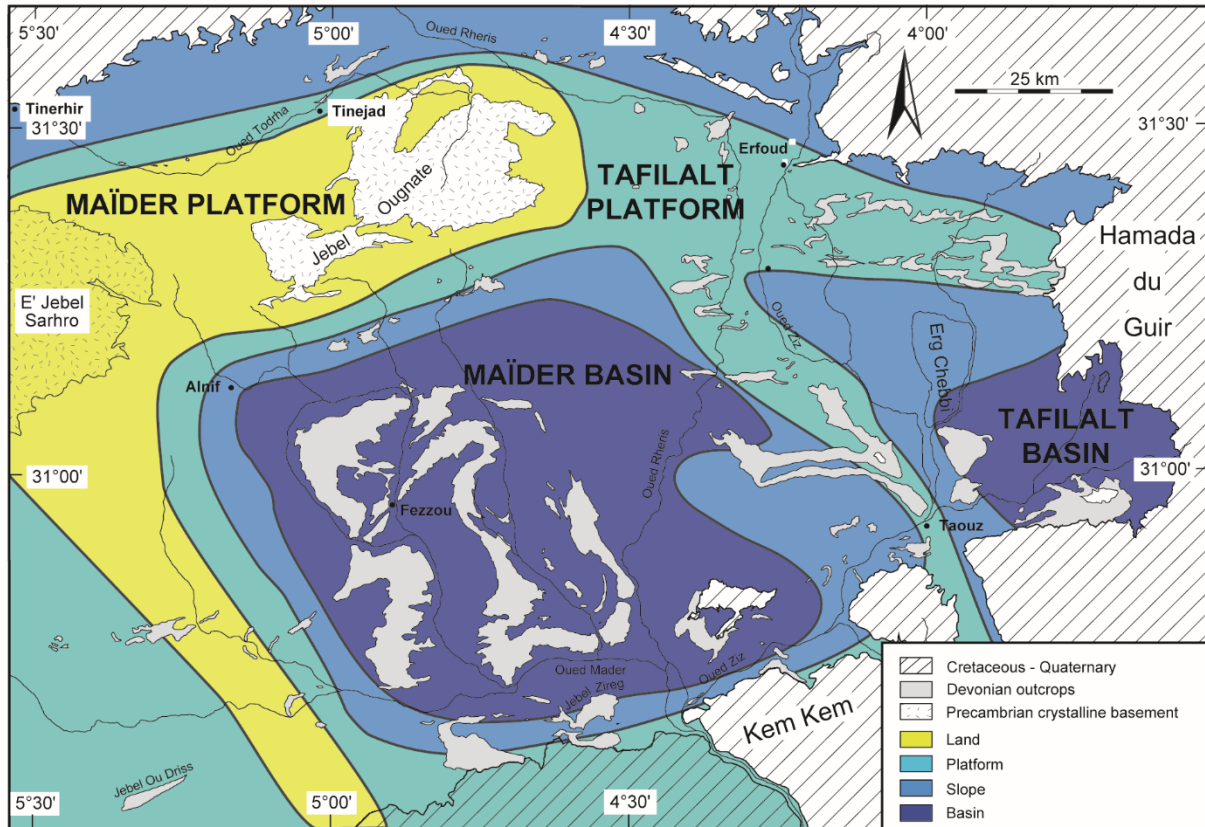 5°30'
5°00'
4°30'
4°00'
Oued Rheris
25 km
Tinerhir
Tinejad
31°30'
31°30'
Oued Todrha
Erfoud
MAÏDER PLATFORM
Ougnate
TAFILALT
PLATFORM
Jebel
Hamada
du
Guir
E' Jebel
Sarhro
Oued Ziz
Erg Chebbi
Alnif
MAÏDER BASIN
TAFILALT
BASIN
31°00'
31°00'
Oued Rheris
Fezzou
Taouz
Oued Mader
Oued Ziz
Jebel Zireg
Kem Kem
Jebel Ou Driss
5°30'
5°00'
4°30'
Cretaceous - Quaternary
Devonian outcrops
Precambrian crystalline basement
Land
Platform
Slope
Basin